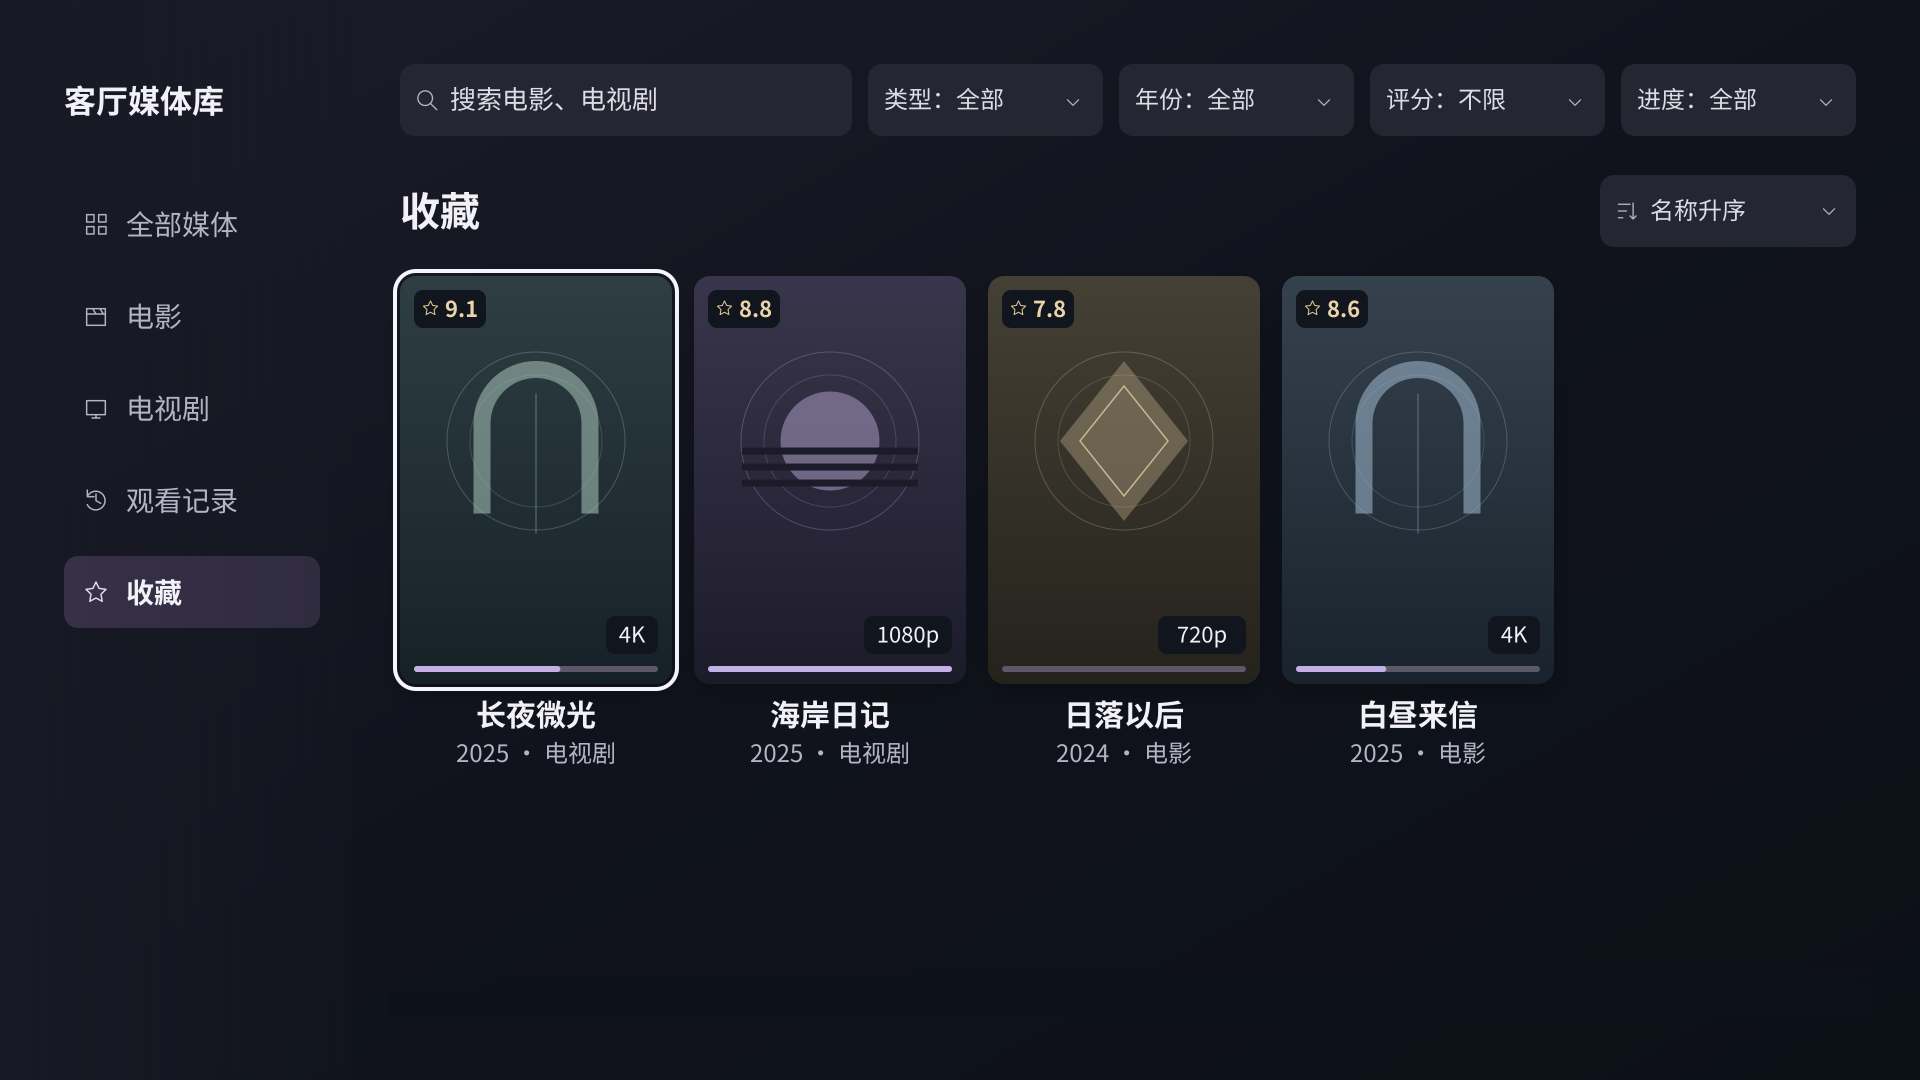 客厅媒体库
全部媒体
电影
电视剧
观看记录
收藏
搜索电影、电视剧
类型：全部
年份：全部
评分：不限
进度：全部
收藏
名称升序
9.1
4K
长夜微光
2025 • 电视剧
8.8
1080p
海岸日记
2025 • 电视剧
7.8
720p
日落以后
2024 • 电影
8.6
4K
白昼来信
2025 • 电影